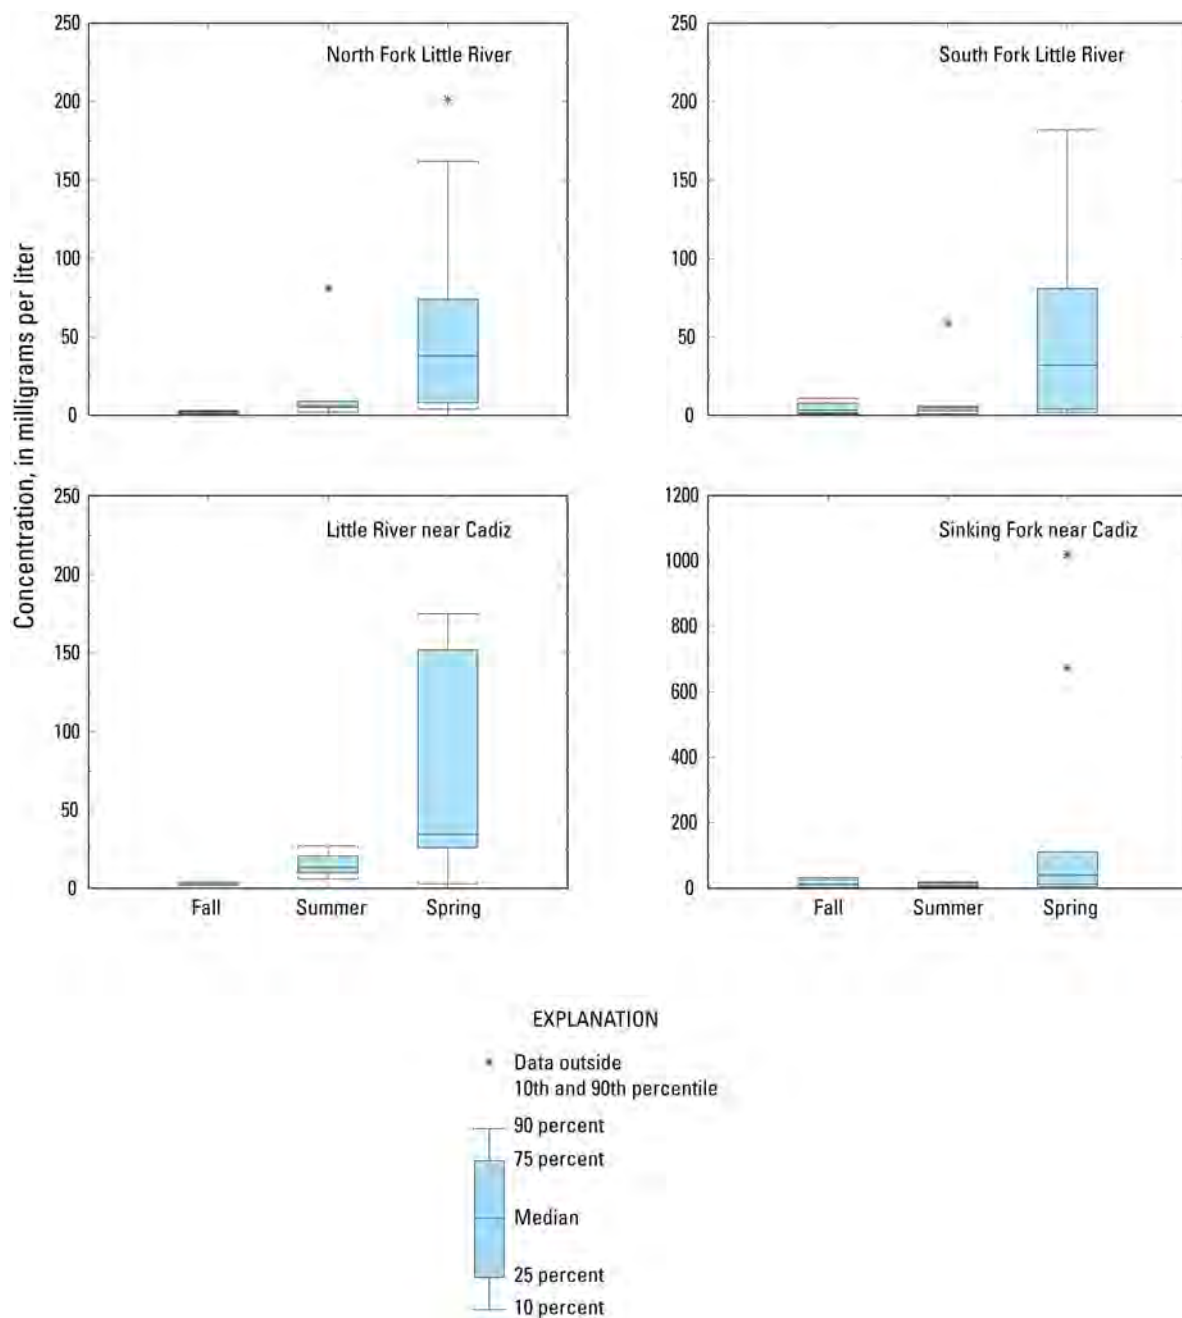 Concentration, in milligrams per liter
250
200
150
100
50
0
North Fork Little River
250
200
150
100
50
0
South Fork Little River
250
200
150
100
50
0
Little River near Cadiz
Fall Summer Spring
1200
1000
800
600
400
200
0
Sinking Fork near Cadiz
Fall Summer Spring
EXPLANATION
* Data outside
10th and 90th percentile
90 percent
75 percent
Median
25 percent
10 percent